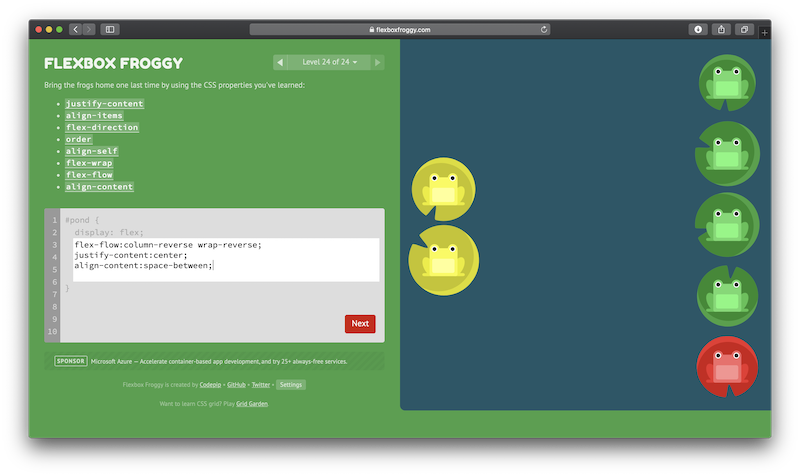 flexboxfroggy.com
FLEXBOX FROGGY
Level 24 of 24
Bring the frogs home one last time by using the CSS properties you've learned:
justify-content
align-items
flex-direction
order
align-self
flex-wrap
flex-flow
align-content
1 #pond {
2 display: flex;
3 flex-flow:column-reverse wrap-reverse;
4 justify-content:center;
5 align-content:space-between;
6
7 }
8
9
10
Next
SPONSOR Microsoft Azure — Accelerate container-based app development, and try 25+ always-free services.
Flexbox Froggy is created by Codepip • GitHub • Twitter • Settings
Want to learn CSS grid? Play Grid Garden.